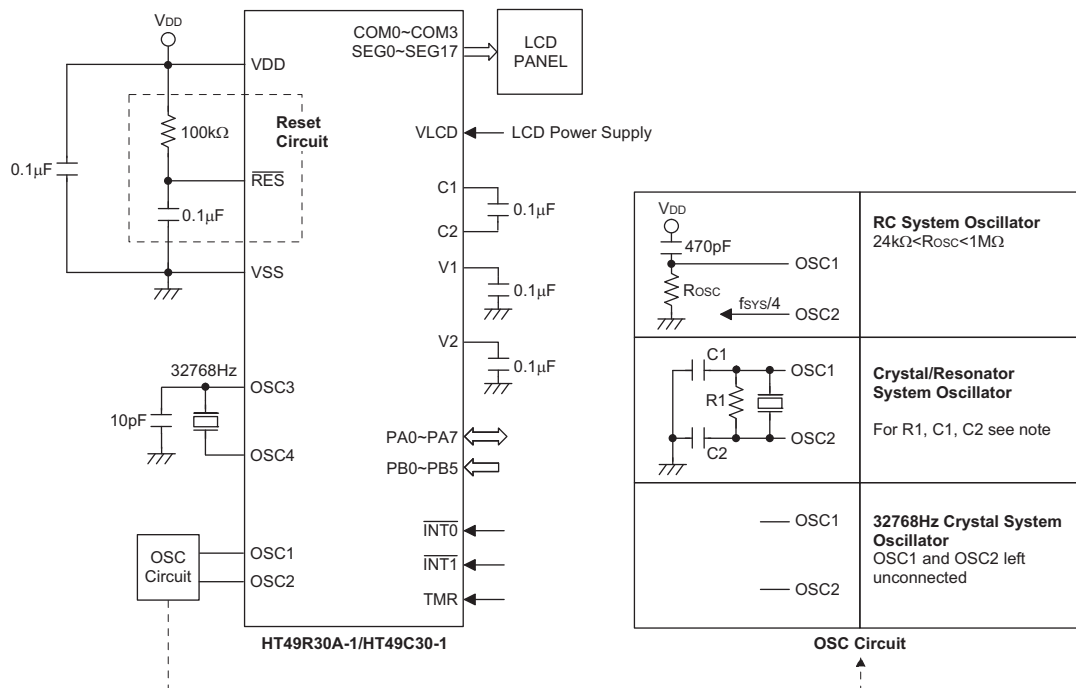 VDD
VDD
100kΩ
Reset
Circuit
0.1μF
RES
0.1μF
VSS
32768Hz
OSC3
10pF
OSC4
OSC
Circuit
OSC1
OSC2
COM0~COM3
SEG0~SEG17
LCD
PANEL
VLCD
LCD Power Supply
C1
0.1μF
C2
V1
0.1μF
V2
0.1μF
PA0~PA7
PB0~PB5
INT0
INT1
TMR
HT49R30A-1/HT49C30-1
VDD
470pF
OSC1
ROSC
fSYS/4
OSC2
RC System Oscillator
24kΩ<ROSC<1MΩ
C1
OSC1
R1
OSC2
C2
Crystal/Resonator
System Oscillator
For R1, C1, C2 see note
OSC1
OSC2
32768Hz Crystal System
Oscillator
OSC1 and OSC2 left
unconnected
OSC Circuit